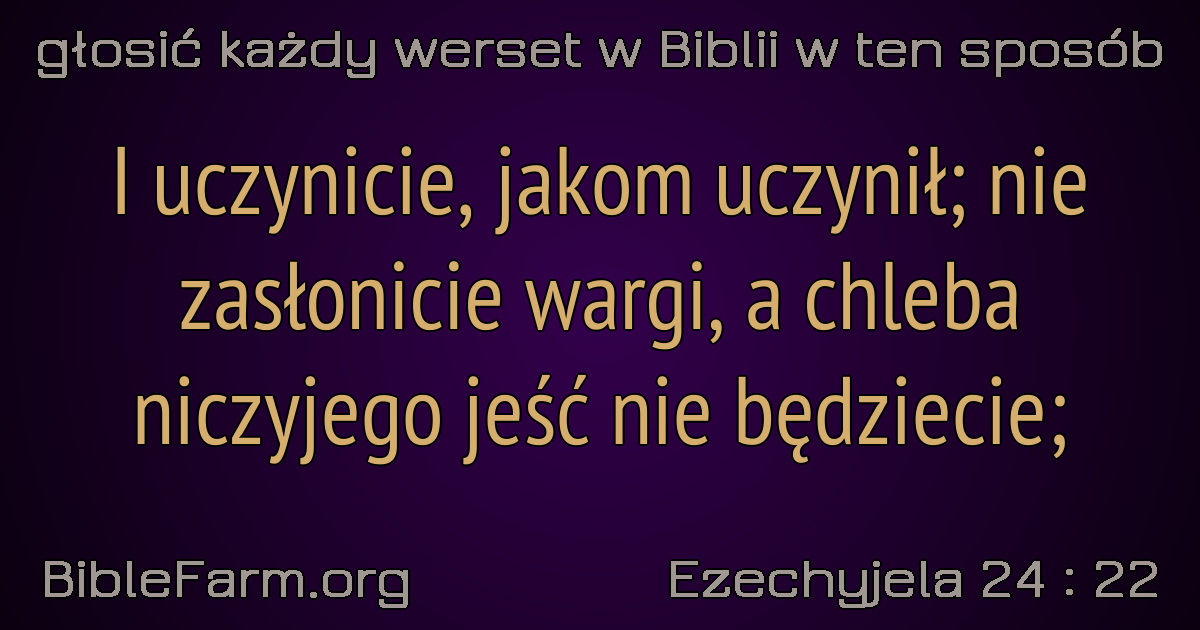 głosić każdy werset w Biblii w ten sposób
I uczynicie, jakom uczynił; nie
zasłonicie wargi, a chleba
niczyjego jeść nie będziecie;
BibleFarm.org
Ezechyjela 24 : 22